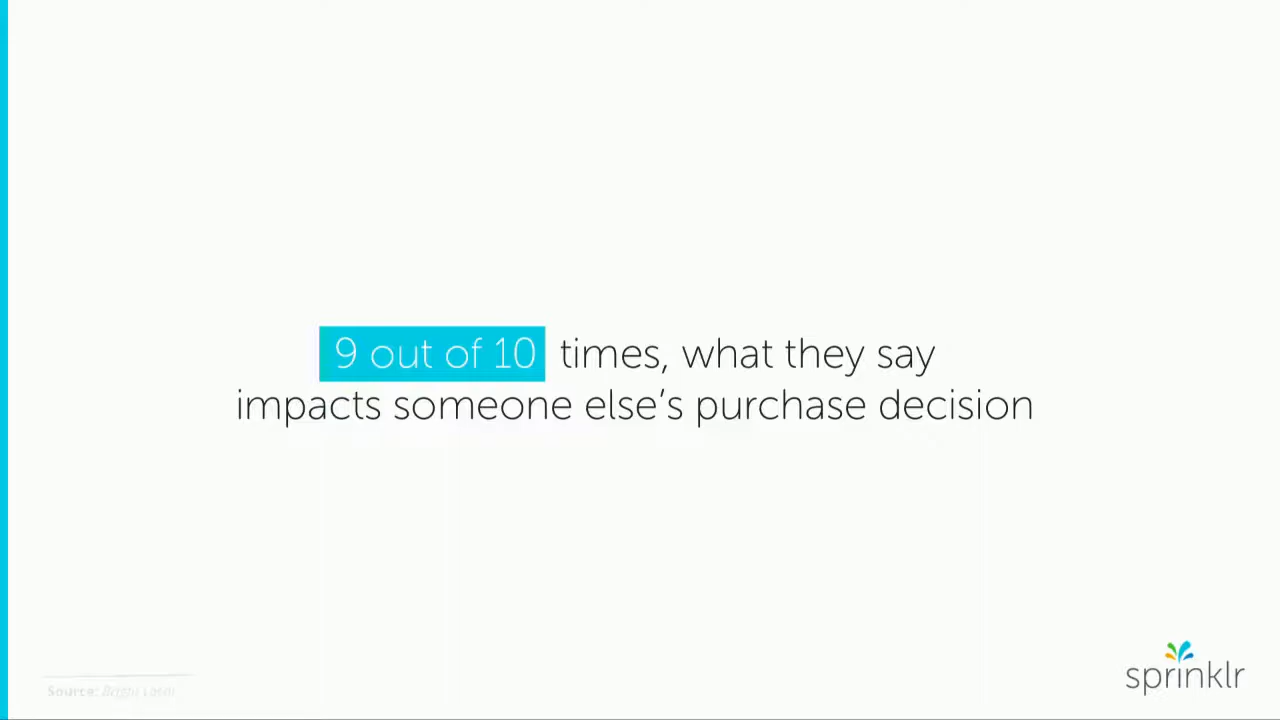 9 out of 10 times, what they say
impacts someone else’s purchase decision
Source:
sprinklr